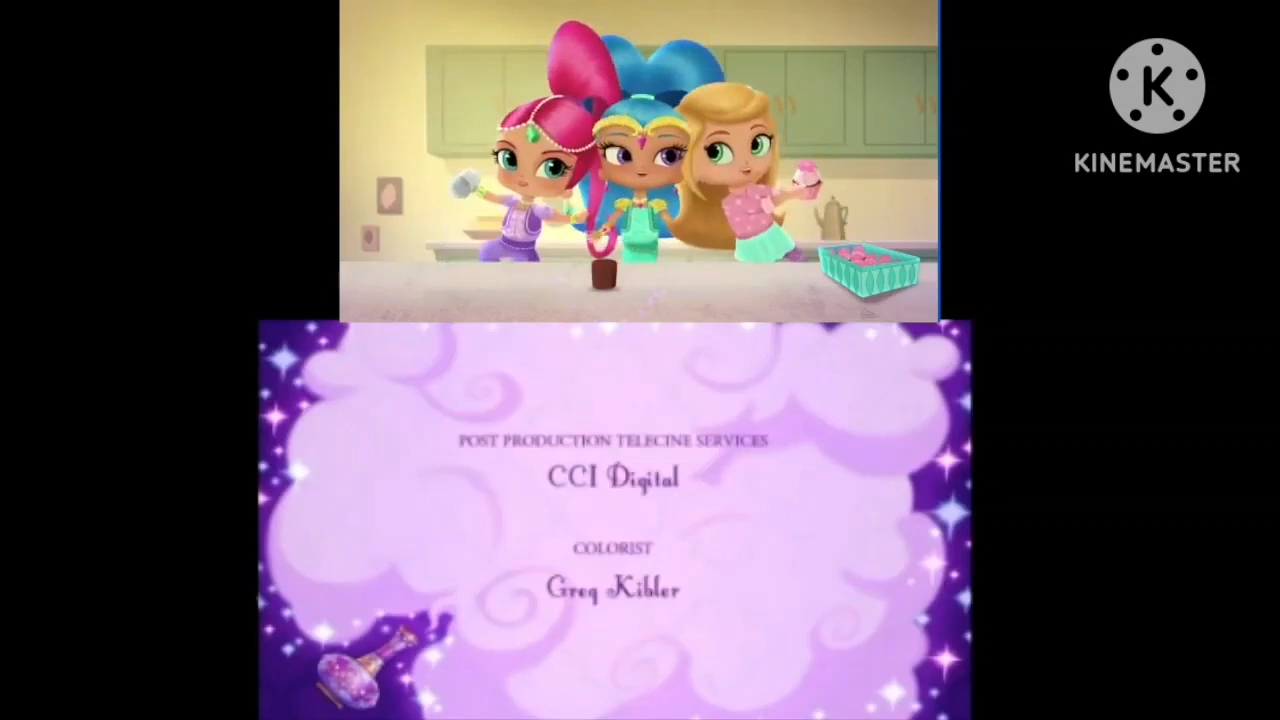 K
KINEMASTER
POST PRODUCTION TELECINE SERVICES
CCI Digital
COLORIST
Greg Kibler